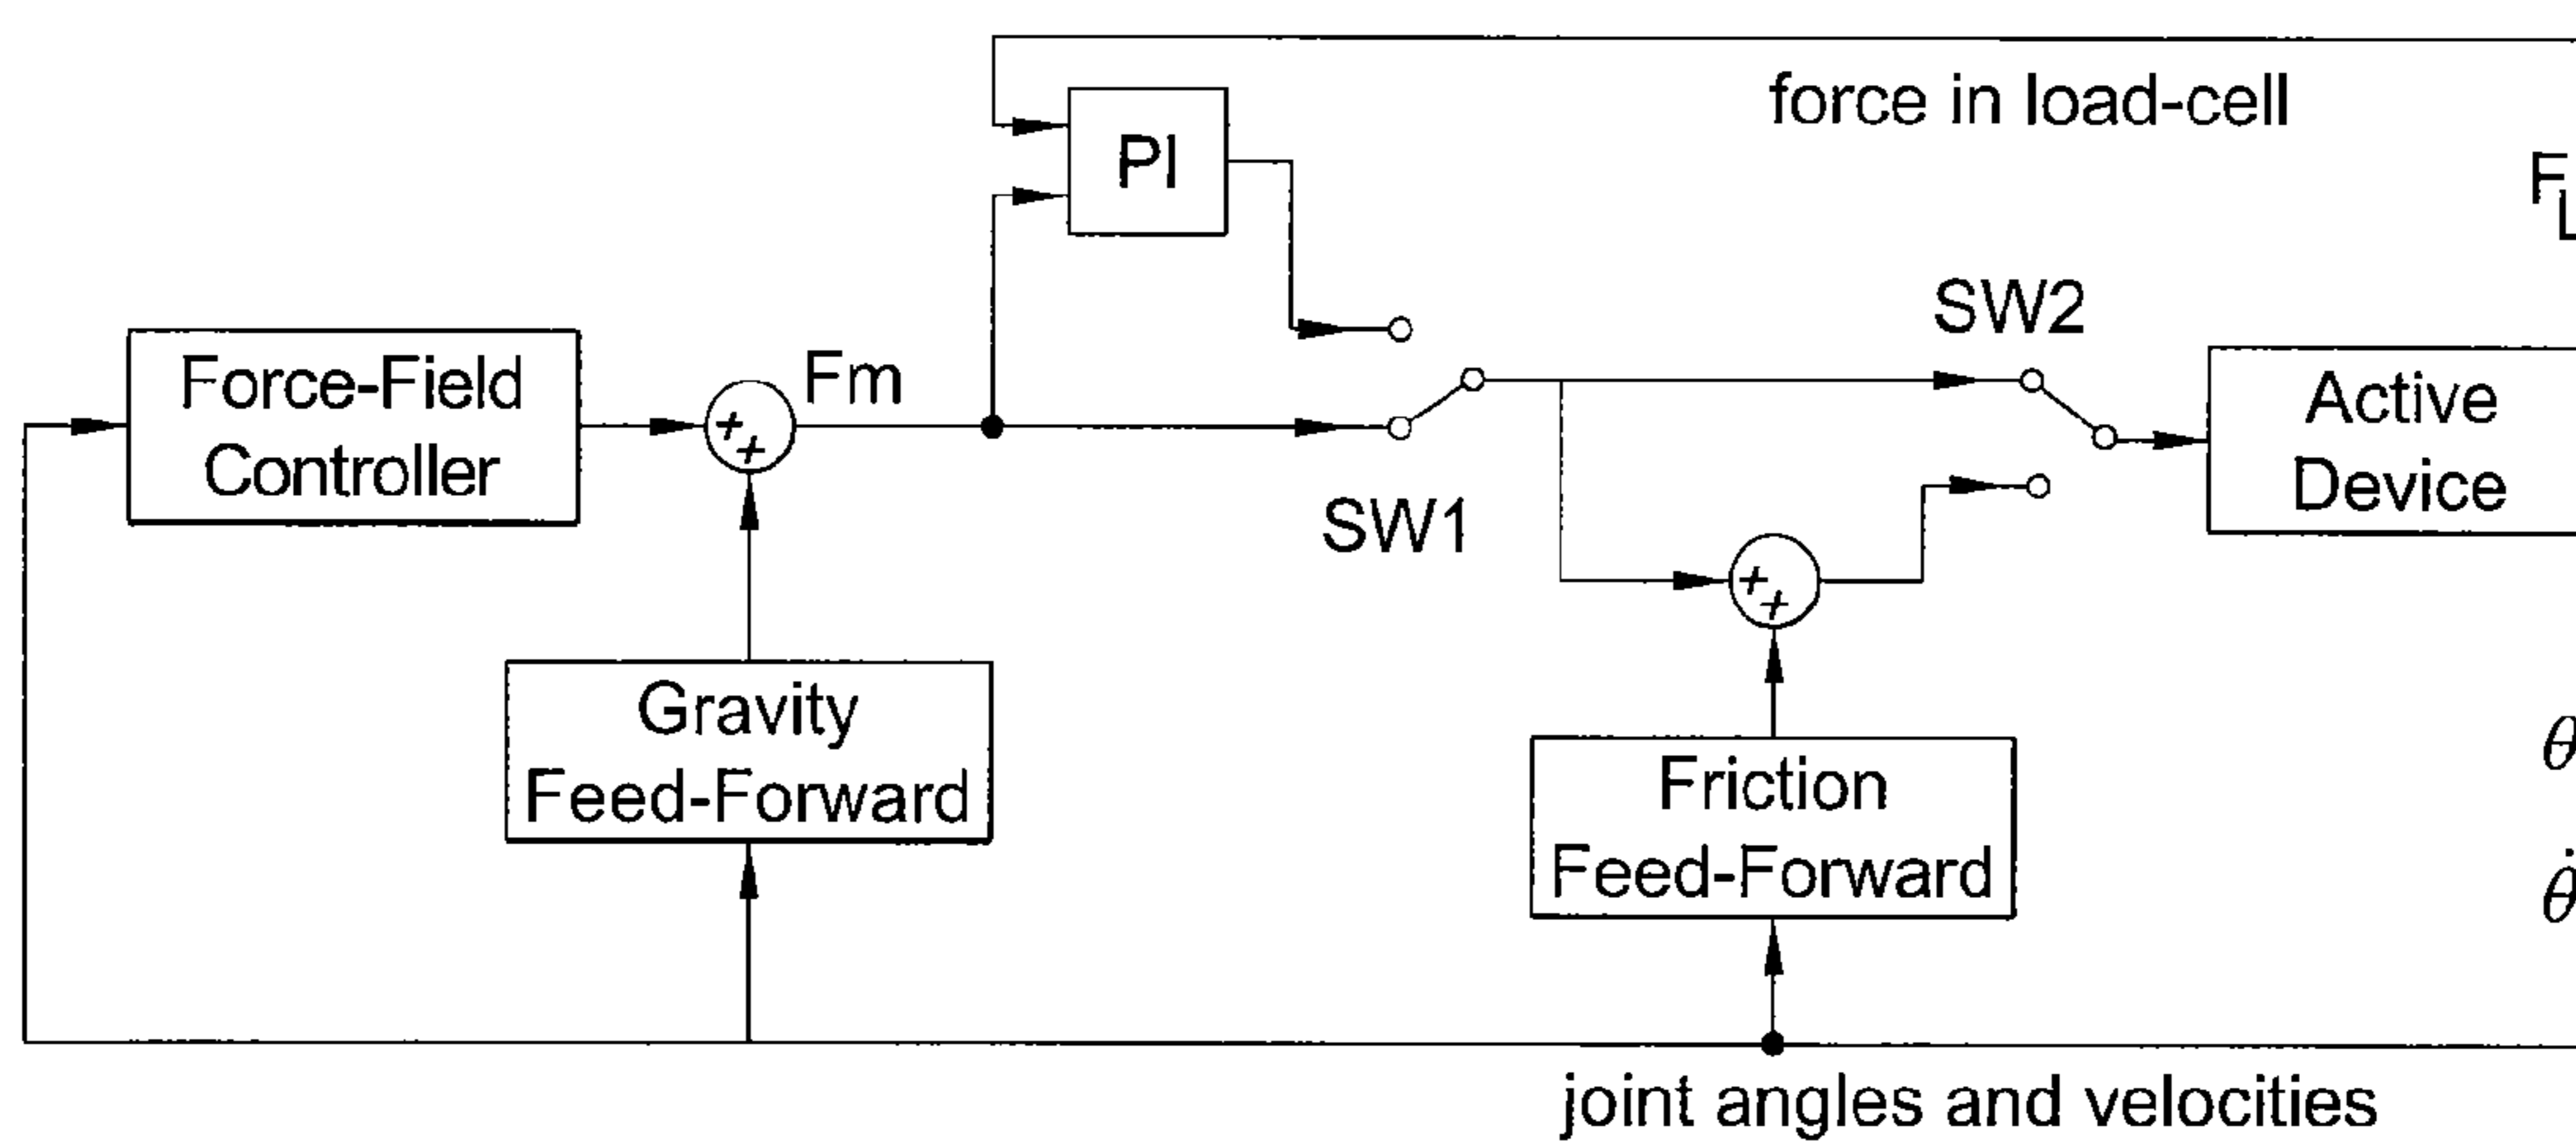 force in load-cell
PI
F
L
SW2
Force-Field
Controller
+
+
Fm
Active
Device
SW1
+
+
Gravity
Feed-Forward
Friction
Feed-Forward
θ
θ̇
joint angles and velocities